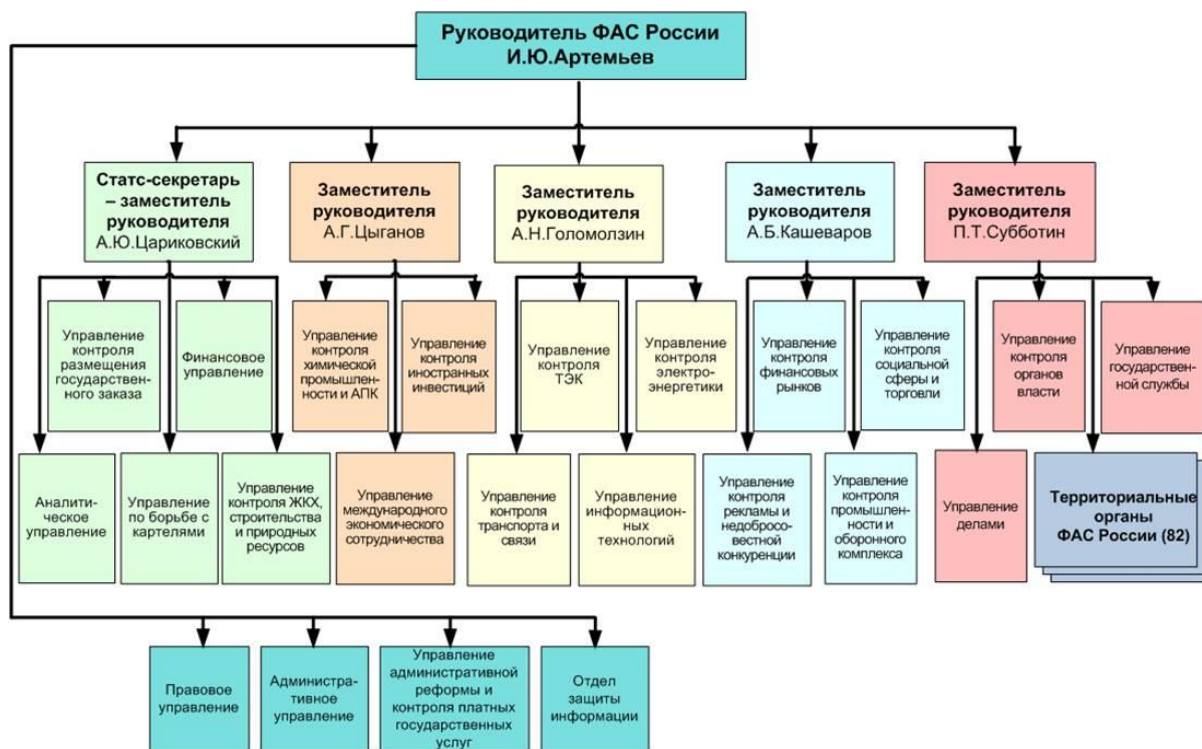 Руководитель ФАС России
И.Ю.Артемьев
Статс-секретарь
– заместитель
руководителя
А.Ю.Цариковский
Заместитель
руководителя
А.Г.Цыганов
Заместитель
руководителя
А.Н.Голомолзин
Заместитель
руководителя
А.Б.Кашеваров
Заместитель
руководителя
П.Т.Субботин
Управление
контроля
размещения
государствен-
ного заказа
Финансовое
управление
Управление
контроля
химической
промышлен-
ности и АПК
Управление
контроля
иностранных
инвестиций
Управление
контроля
ТЭК
Управление
контроля
электро-
энергетики
Управление
контроля
финансовых
рынков
Управление
контроля
социальной
сферы и
торговли
Управление
контроля
органов
власти
Управление
государствен-
ной службы
Аналити-
ческое
управление
Управление
по борьбе с
картелями
Управление
контроля ЖКХ,
строительства
и природных
ресурсов
Управление
международного
экономического
сотрудничества
Управление
контроля
транспорта и
связи
Управление
информацион-
ных
технологий
Управление
контроля
рекламы и
недобросо-
вестной
конкуренции
Управление
контроля
промышлен-
ности и
оборонного
комплекса
Управление
делами
Территориальные
органы
ФАС России (82)
Правовое
управление
Администра-
тивное
управление
Управление
административной
реформы и
контроля платных
государственных
услуг
Отдел
защиты
информации